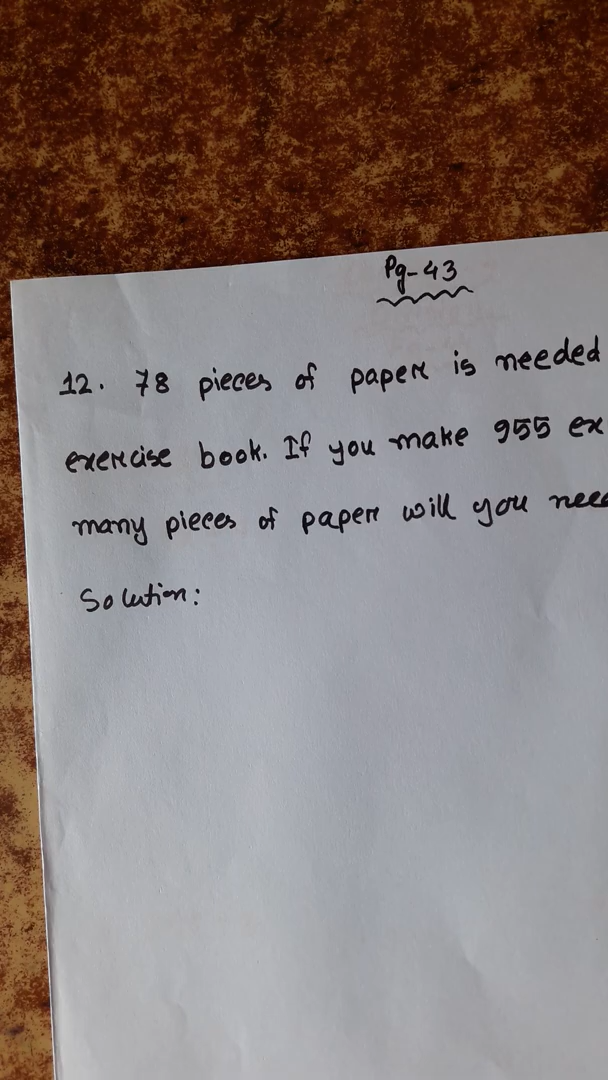 Pg-43
12. 78 pieces of paper is needed
exercise book. If you make 955 ex
many pieces of paper will you nee
Solution: